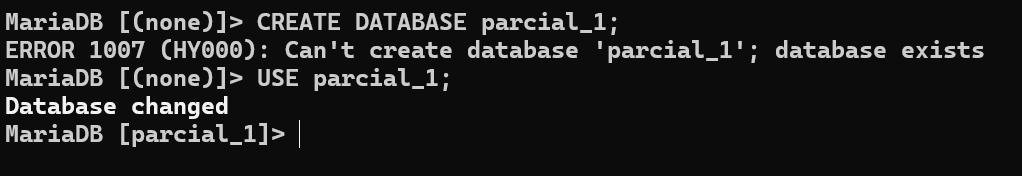 MariaDB [(none)]> CREATE DATABASE parcial_1;
ERROR 1007 (HY000): Can't create database 'parcial_1'; database exists
MariaDB [(none)]> USE parcial_1;
Database changed
MariaDB [parcial_1]>